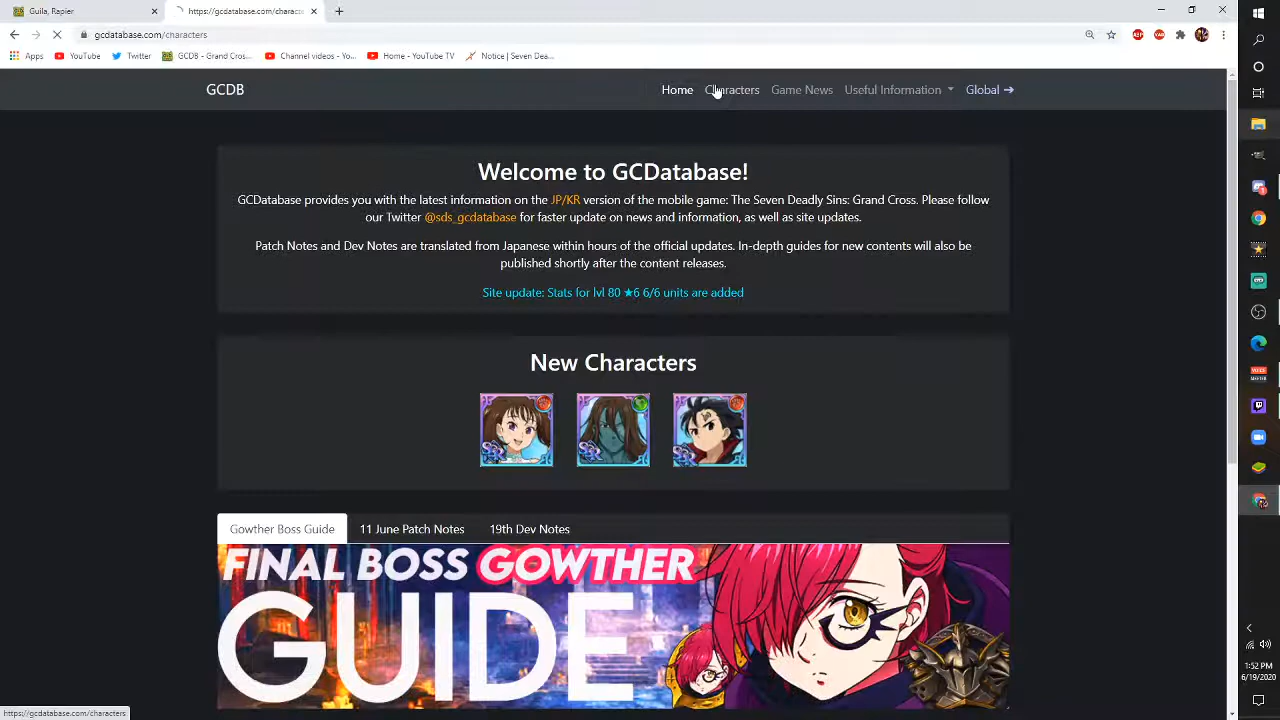 Guila, Rapier
https://gcdatabase.com/characte
gcdatabase.com/characters
Apps
YouTube
Twitter
GCDB - Grand Cros...
Channel videos - Yo...
Home - YouTube TV
Notice | Seven Dea...
GCDB
Home
Characters
Game News
Useful Information
Global
Welcome to GCDatabase!
GCDatabase provides you with the latest information on the JP/KR version of the mobile game: The Seven Deadly Sins: Grand Cross. Please follow
our Twitter @sds_gcdatabase for faster update on news and information, as well as site updates.
Patch Notes and Dev Notes are translated from Japanese within hours of the official updates. In-depth guides for new contents will also be
published shortly after the content releases.
Site update: Stats for lvl 80 ★6 6/6 units are added
New Characters
SSR
SSR
SSR
Gowther Boss Guide
11 June Patch Notes
19th Dev Notes
FINAL BOSS GOWTHER
GUIDE
https://gcdatabase.com/characters
1:52 PM
6/19/2020